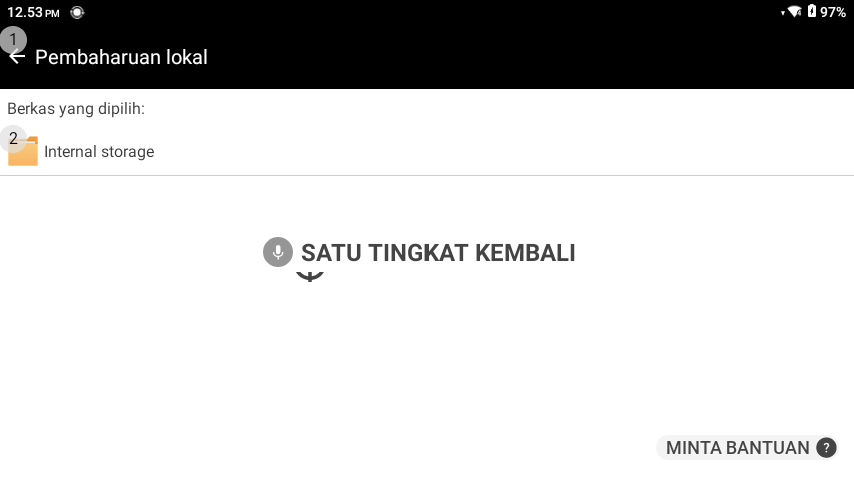 12.53 PM
97%
1
Pembaharuan lokal
Berkas yang dipilih:
2
Internal storage
SATU TINGKAT KEMBALI
MINTA BANTUAN ?